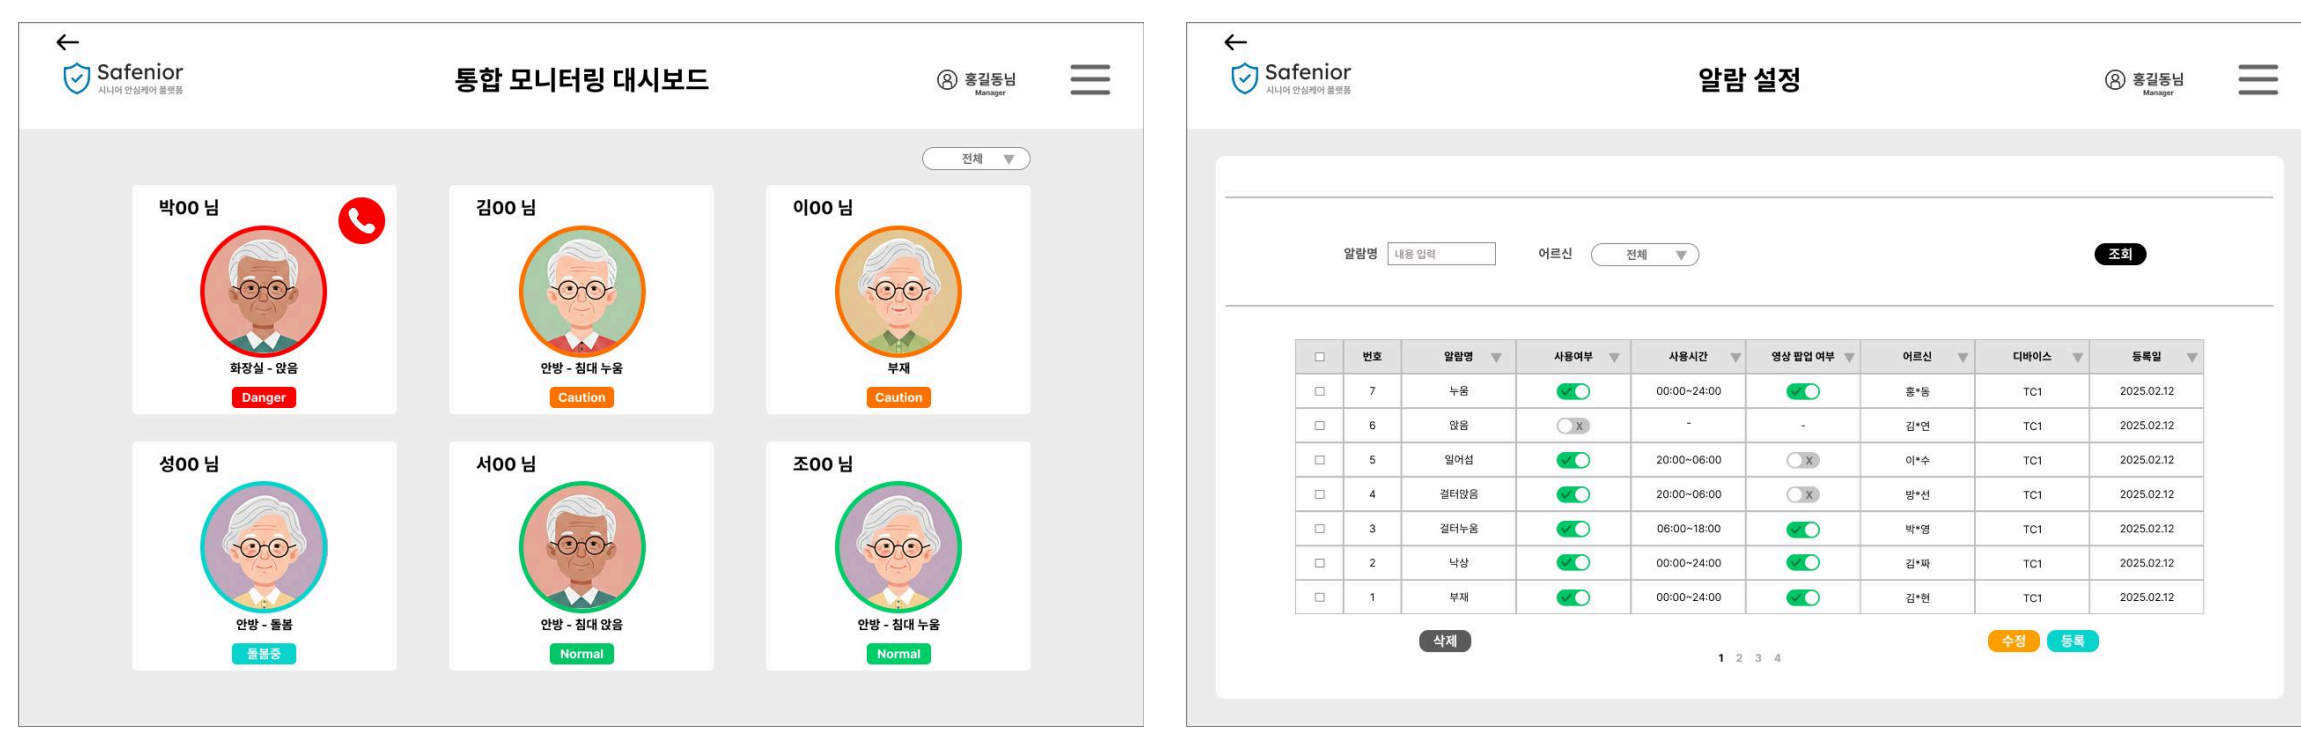 Safenior
시니어 안심케어 플랫폼
통합 모니터링 대시보드
홍길동님
Manager
전체 ▼
박00 님
화장실 - 앉음
Danger
김00 님
안방 - 침대 누움
Caution
이00 님
부재
Caution
성00 님
안방 - 돌봄
돌봄중
서00 님
안방 - 침대 앉음
Normal
조00 님
안방 - 침대 누움
Normal
Safenior
시니어 안심케어 플랫폼
알람 설정
홍길동님
Manager
알람명 내용 입력 어르신 전체 ▼ 조회
번호 알람명 ▼ 사용여부 ▼ 사용시간 ▼ 영상 팝업 여부 ▼ 어르신 ▼ 디바이스 ▼ 등록일 ▼
7 누움 00:00~24:00 홍*동 TC1 2025.02.12
6 앉음 X - - 김*연 TC1 2025.02.12
5 일어섬 20:00~06:00 X 이*수 TC1 2025.02.12
4 걸터앉음 20:00~06:00 X 방*선 TC1 2025.02.12
3 걸터누움 06:00~18:00 박*영 TC1 2025.02.12
2 낙상 00:00~24:00 김*짜 TC1 2025.02.12
1 부재 00:00~24:00 김*현 TC1 2025.02.12
삭제 수정 등록
1 2 3 4